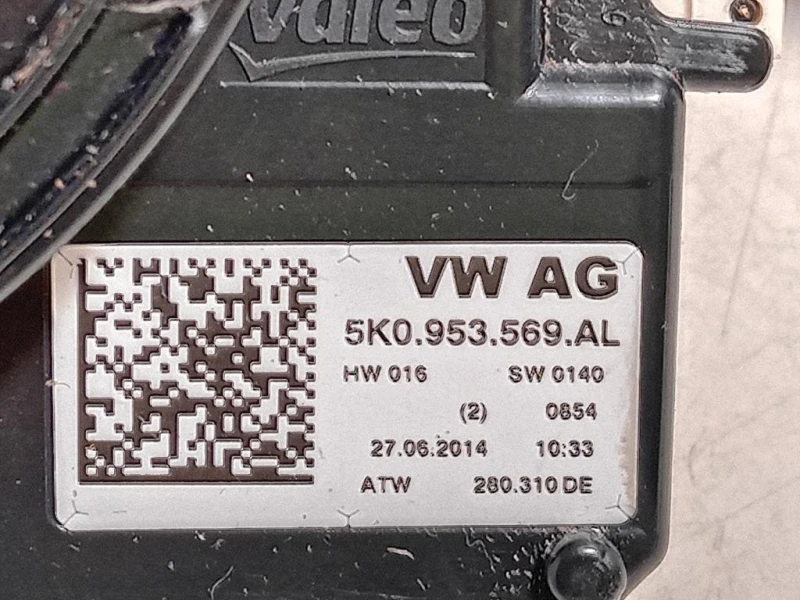 Valeo
VW AG
5K0.953.569.AL
HW 016 SW 0140
(2) 0854
27.06.2014 10:33
ATW 280.310 DE